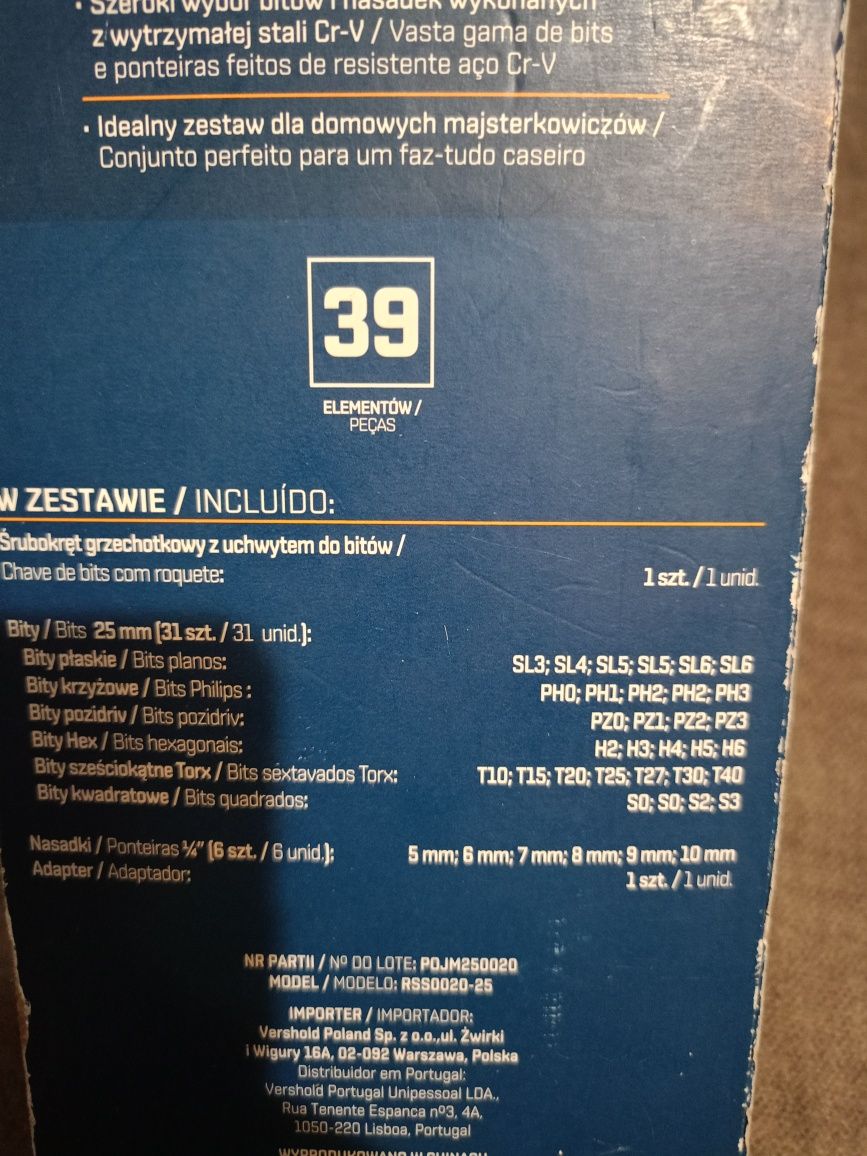 • Szeroki wybór bitów i nasadek wykonanych
z wytrzymałej stali Cr-V / Vasta gama de bits
e ponteiras feitos de resistente aço Cr-V
• Idealny zestaw dla domowych majsterkowiczów /
Conjunto perfeito para um faz-tudo caseiro
39
ELEMENTÓW /
PEÇAS
W ZESTAWIE / INCLUÍDO:
Śrubokręt grzechotkowy z uchwytem do bitów /
Chave de bits com roquete: 1 szt. / 1 unid.
Bity / Bits 25 mm (31 szt. / 31 unid.):
Bity płaskie / Bits planos: SL3; SL4; SL5; SL5; SL6; SL6
Bity krzyżowe / Bits Philips : PH0; PH1; PH2; PH2; PH3
Bity pozidriv / Bits pozidriv: PZ0; PZ1; PZ2; PZ3
Bity Hex / Bits hexagonais: H2; H3; H4; H5; H6
Bity sześciokątne Torx / Bits sextavados Torx: T10; T15; T20; T25; T27; T30; T40
Bity kwadratowe / Bits quadrados: S0; S0; S2; S3
Nasadki / Ponteiras ¼" (6 szt. / 6 unid.): 5 mm; 6 mm; 7 mm; 8 mm; 9 mm; 10 mm
Adapter / Adaptador: 1 szt. / 1 unid.
NR PARTII / Nº DO LOTE: POJM250020
MODEL / MODELO: RSS0020-25
IMPORTER / IMPORTADOR:
Vershold Poland Sp. z o.o.,ul. Żwirki
i Wigury 16A, 02-092 Warszawa, Polska
Distribuidor em Portugal:
Vershold Portugal Unipessoal LDA.,
Rua Tenente Espanca nº3, 4A,
1050-220 Lisboa, Portugal
WYPRODUKOWANO W CHINACH